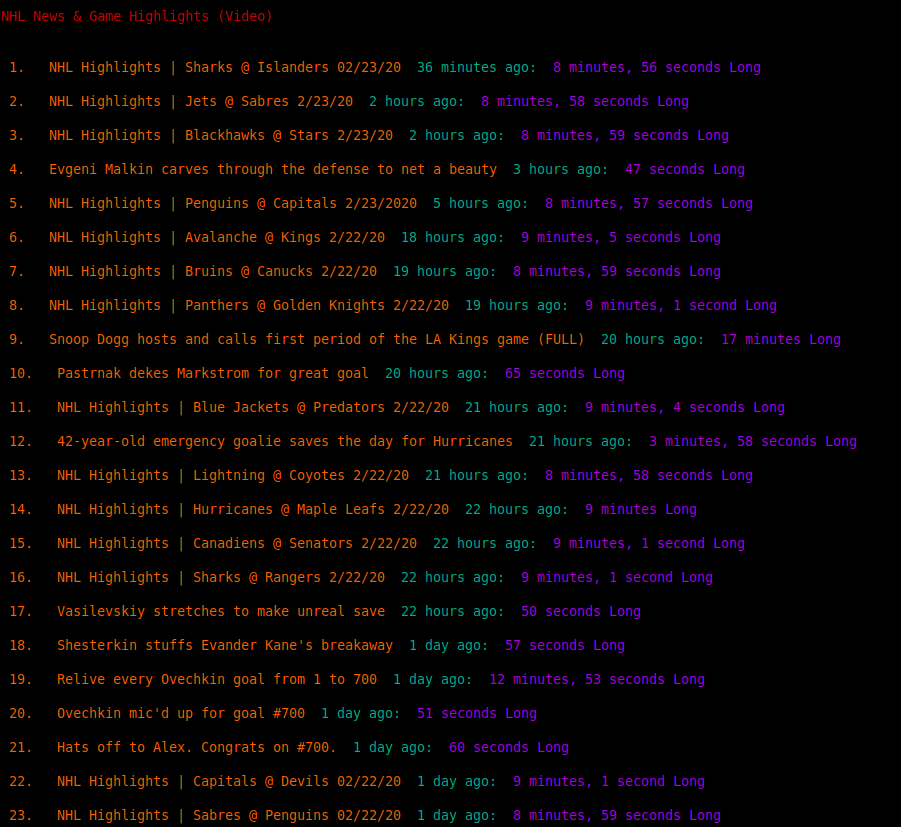 NHL News & Game Highlights (Video)
1. NHL Highlights | Sharks @ Islanders 02/23/20 36 minutes ago: 8 minutes, 56 seconds Long
2. NHL Highlights | Jets @ Sabres 2/23/20 2 hours ago: 8 minutes, 58 seconds Long
3. NHL Highlights | Blackhawks @ Stars 2/23/20 2 hours ago: 8 minutes, 59 seconds Long
4. Evgeni Malkin carves through the defense to net a beauty 3 hours ago: 47 seconds Long
5. NHL Highlights | Penguins @ Capitals 2/23/2020 5 hours ago: 8 minutes, 57 seconds Long
6. NHL Highlights | Avalanche @ Kings 2/22/20 18 hours ago: 9 minutes, 5 seconds Long
7. NHL Highlights | Bruins @ Canucks 2/22/20 19 hours ago: 8 minutes, 59 seconds Long
8. NHL Highlights | Panthers @ Golden Knights 2/22/20 19 hours ago: 9 minutes, 1 second Long
9. Snoop Dogg hosts and calls first period of the LA Kings game (FULL) 20 hours ago: 17 minutes Long
10. Pastrnak dekes Markstrom for great goal 20 hours ago: 65 seconds Long
11. NHL Highlights | Blue Jackets @ Predators 2/22/20 21 hours ago: 9 minutes, 4 seconds Long
12. 42-year-old emergency goalie saves the day for Hurricanes 21 hours ago: 3 minutes, 58 seconds Long
13. NHL Highlights | Lightning @ Coyotes 2/22/20 21 hours ago: 8 minutes, 58 seconds Long
14. NHL Highlights | Hurricanes @ Maple Leafs 2/22/20 22 hours ago: 9 minutes Long
15. NHL Highlights | Canadiens @ Senators 2/22/20 22 hours ago: 9 minutes, 1 second Long
16. NHL Highlights | Sharks @ Rangers 2/22/20 22 hours ago: 9 minutes, 1 second Long
17. Vasilevskiy stretches to make unreal save 22 hours ago: 50 seconds Long
18. Shesterkin stuffs Evander Kane's breakaway 1 day ago: 57 seconds Long
19. Relive every Ovechkin goal from 1 to 700 1 day ago: 12 minutes, 53 seconds Long
20. Ovechkin mic'd up for goal #700 1 day ago: 51 seconds Long
21. Hats off to Alex. Congrats on #700. 1 day ago: 60 seconds Long
22. NHL Highlights | Capitals @ Devils 02/22/20 1 day ago: 9 minutes, 1 second Long
23. NHL Highlights | Sabres @ Penguins 02/22/20 1 day ago: 8 minutes, 59 seconds Long